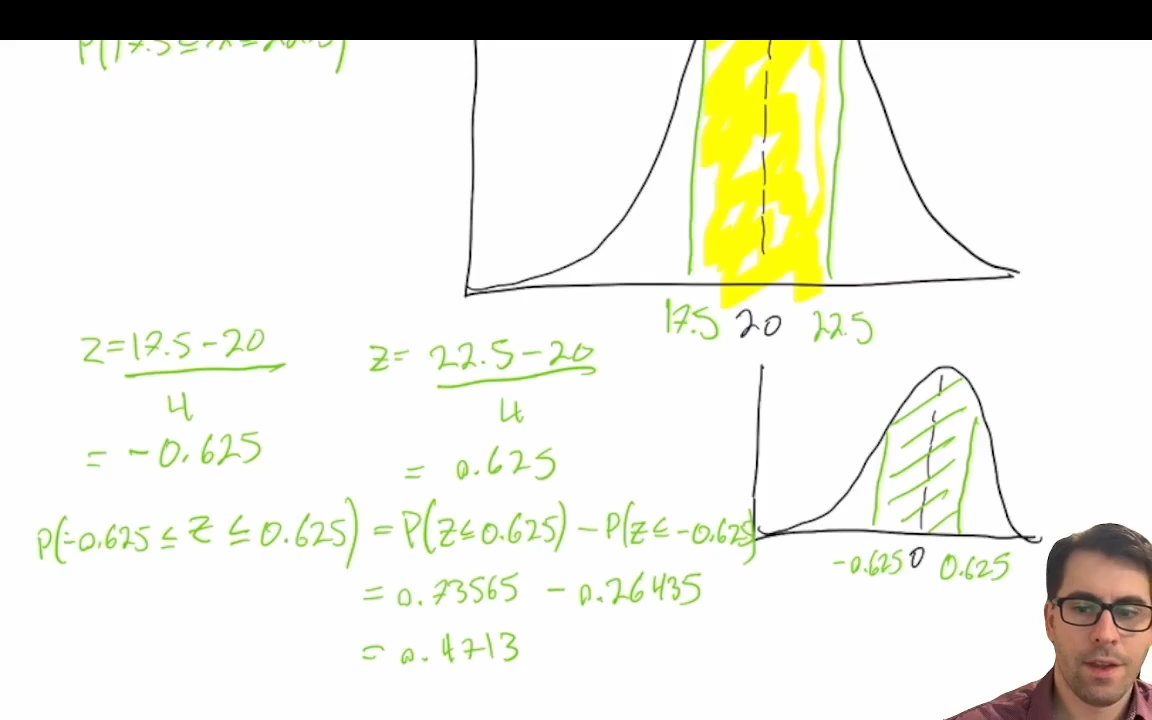 17.5 20 22.5
z = 17.5 - 20 / 4
= -0.625
z = 22.5 - 20 / 4
= 0.625
-0.625 0 0.625
P(-0.625 ≤ z ≤ 0.625) = P(z ≤ 0.625) - P(z ≤ -0.625)
= 0.73565 - 0.26435
= 0.4713